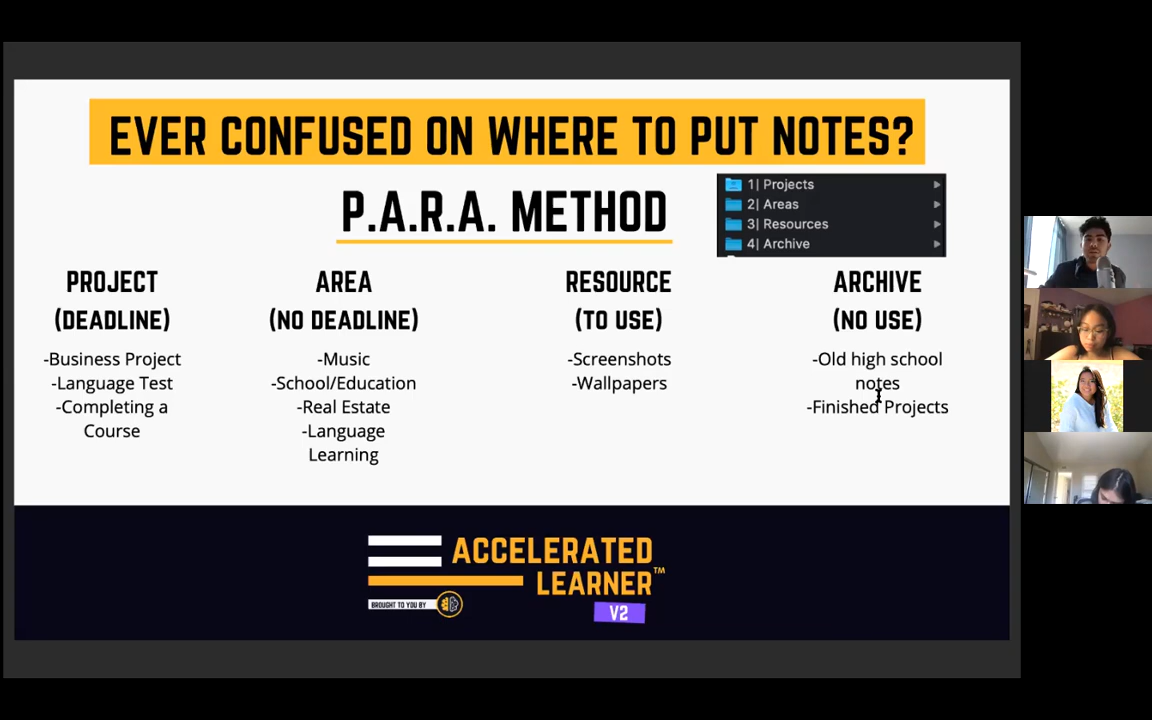 EVER CONFUSED ON WHERE TO PUT NOTES?
P.A.R.A. METHOD
1| Projects
2| Areas
3| Resources
4| Archive
PROJECT
(DEADLINE)
-Business Project
-Language Test
-Completing a
Course
AREA
(NO DEADLINE)
-Music
-School/Education
-Real Estate
-Language
Learning
RESOURCE
(TO USE)
-Screenshots
-Wallpapers
ARCHIVE
(NO USE)
-Old high school
notes
-Finished Projects
ACCELERATED
LEARNER™
BROUGHT TO YOU BY
V2